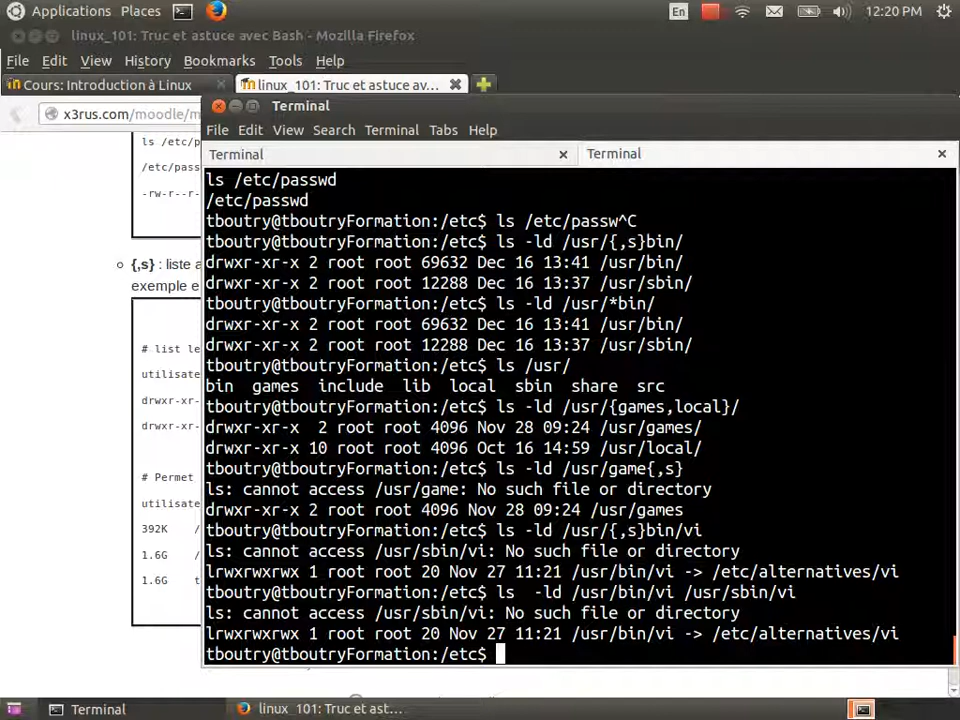 Applications Places En 12:20 PM
linux_101: Truc et astuce avec Bash - Mozilla Firefox
File Edit View History Bookmarks Tools Help
Cours: Introduction à Linux linux_101: Truc et astuce av...
x3rus.com/moodle/m
Terminal
File Edit View Search Terminal Tabs Help
Terminal Terminal
ls /etc/p
/etc/pass
-rw-r--r-
{,s} : liste a
exemple e
# list le
utilisate
drwxr-xr-
drwxr-xr-
# Permet
utilisate
392K /
1.6G /
1.6G t
ls /etc/passwd
/etc/passwd
tboutry@tboutryFormation:/etc$ ls /etc/passw^C
tboutry@tboutryFormation:/etc$ ls -ld /usr/{,s}bin/
drwxr-xr-x 2 root root 69632 Dec 16 13:41 /usr/bin/
drwxr-xr-x 2 root root 12288 Dec 16 13:37 /usr/sbin/
tboutry@tboutryFormation:/etc$ ls -ld /usr/*bin/
drwxr-xr-x 2 root root 69632 Dec 16 13:41 /usr/bin/
drwxr-xr-x 2 root root 12288 Dec 16 13:37 /usr/sbin/
tboutry@tboutryFormation:/etc$ ls /usr/
bin games include lib local sbin share src
tboutry@tboutryFormation:/etc$ ls -ld /usr/{games,local}/
drwxr-xr-x  2 root root 4096 Nov 28 09:24 /usr/games/
drwxr-xr-x 10 root root 4096 Oct 16 14:59 /usr/local/
tboutry@tboutryFormation:/etc$ ls -ld /usr/game{,s}
ls: cannot access /usr/game: No such file or directory
drwxr-xr-x 2 root root 4096 Nov 28 09:24 /usr/games
tboutry@tboutryFormation:/etc$ ls -ld /usr/{,s}bin/vi
ls: cannot access /usr/sbin/vi: No such file or directory
lrwxrwxrwx 1 root root 20 Nov 27 11:21 /usr/bin/vi -> /etc/alternatives/vi
tboutry@tboutryFormation:/etc$ ls  -ld /usr/bin/vi /usr/sbin/vi
ls: cannot access /usr/sbin/vi: No such file or directory
lrwxrwxrwx 1 root root 20 Nov 27 11:21 /usr/bin/vi -> /etc/alternatives/vi
tboutry@tboutryFormation:/etc$
Terminal linux_101: Truc et ast...